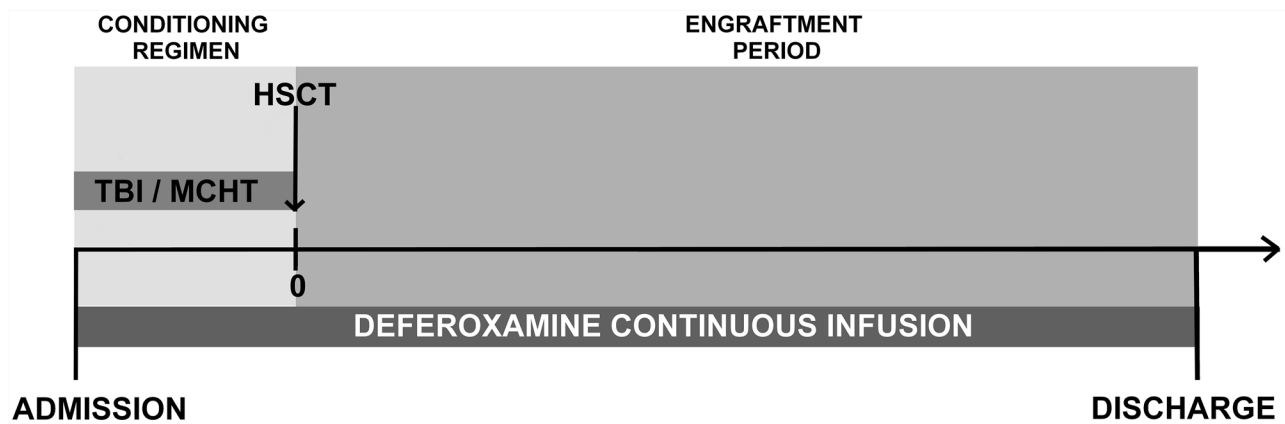 CONDITIONING
REGIMEN
ENGRAFTMENT
PERIOD
HSCT
TBI / MCHT
0
DEFEROXAMINE CONTINUOUS INFUSION
ADMISSION
DISCHARGE